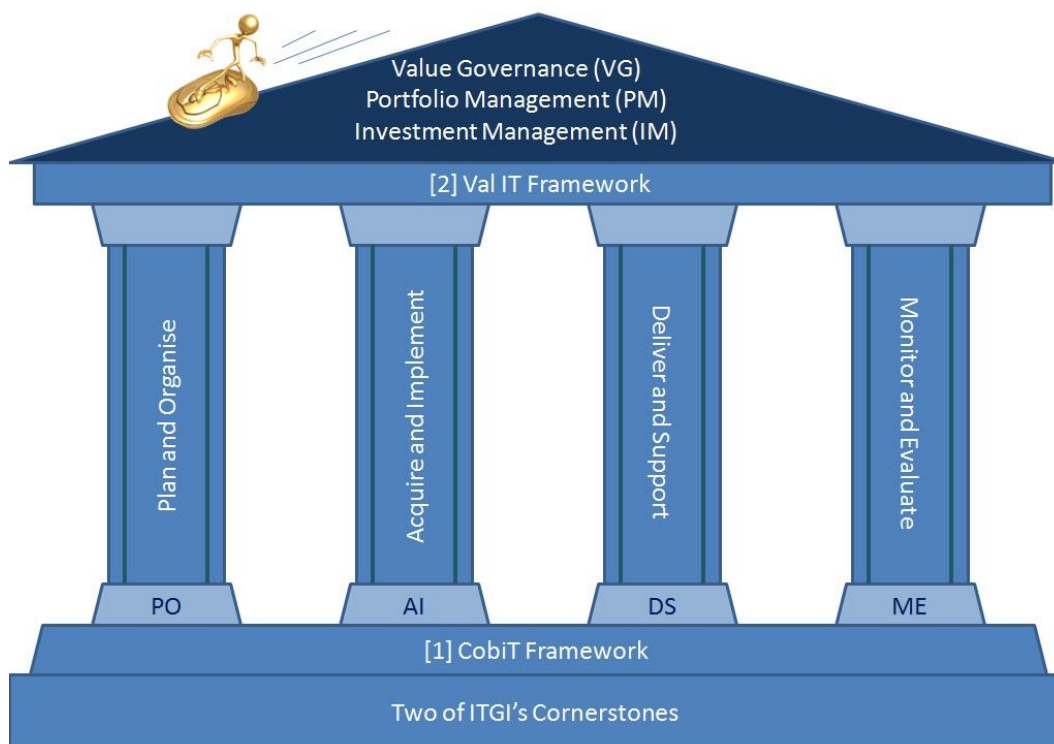 Value Governance (VG)
Portfolio Management (PM)
Investment Management (IM)
[2] Val IT Framework
Plan and Organise
Acquire and Implement
Deliver and Support
Monitor and Evaluate
PO
AI
DS
ME
[1] CobiT Framework
Two of ITGI's Cornerstones